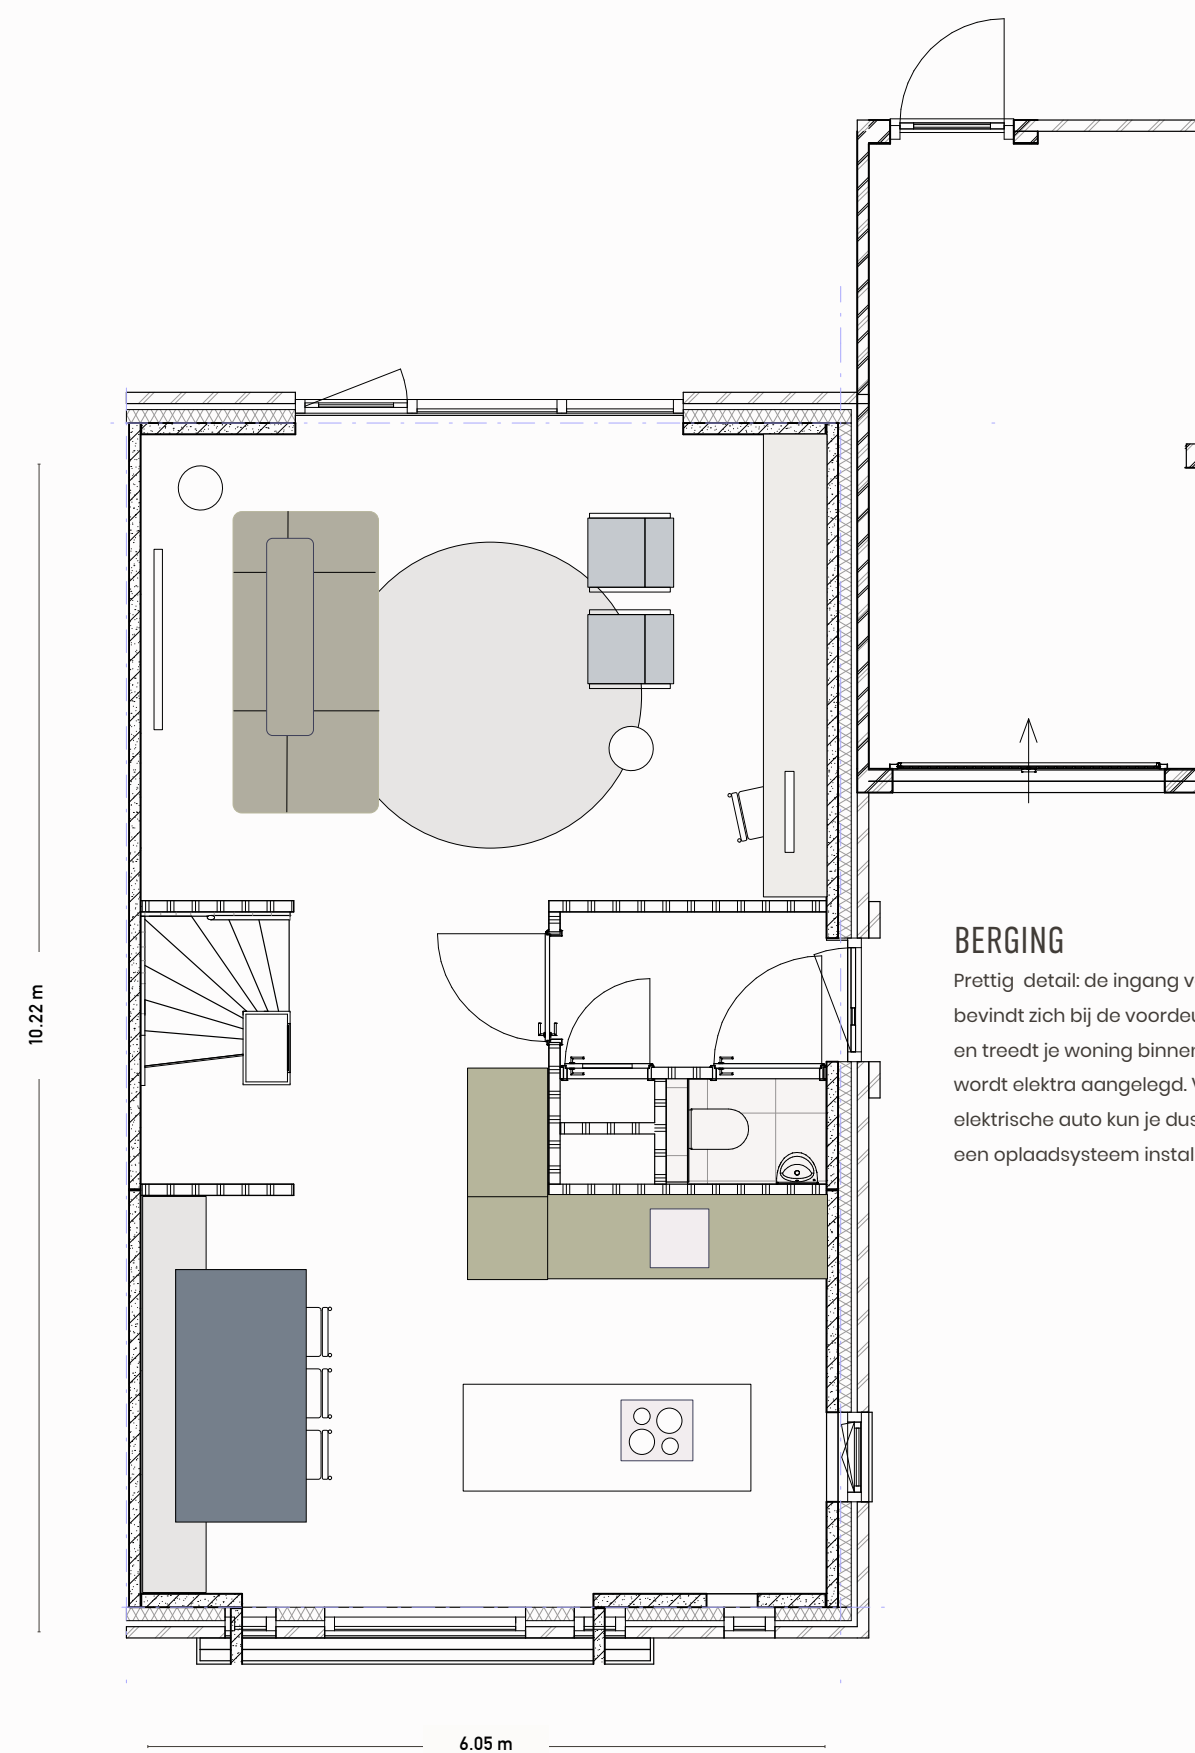 BERGING
Prettig detail: de ingang v
bevindt zich bij de voordeu
en treedt je woning binnen
wordt elektra aangelegd. V
elektrische auto kun je dus
een oplaadsysteem instal
10.22 m
6.05 m